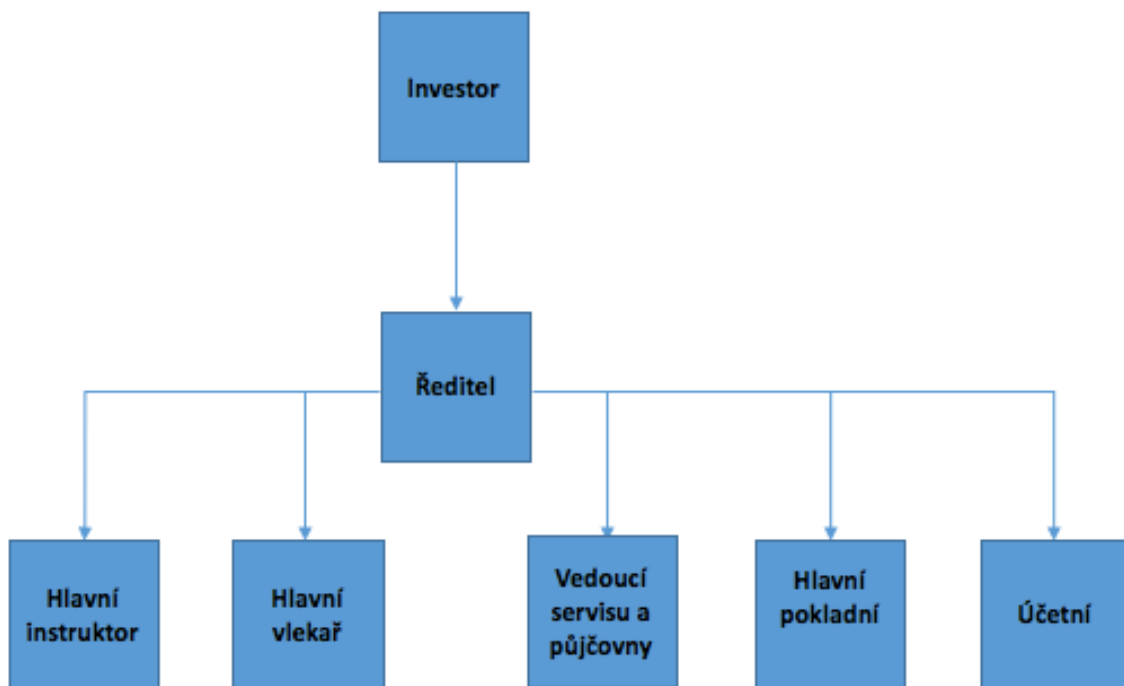 Investor
Ředitel
Hlavní
instruktor
Hlavní
vlekař
Vedoucí
servisu a
půjčovny
Hlavní
pokladní
Účetní